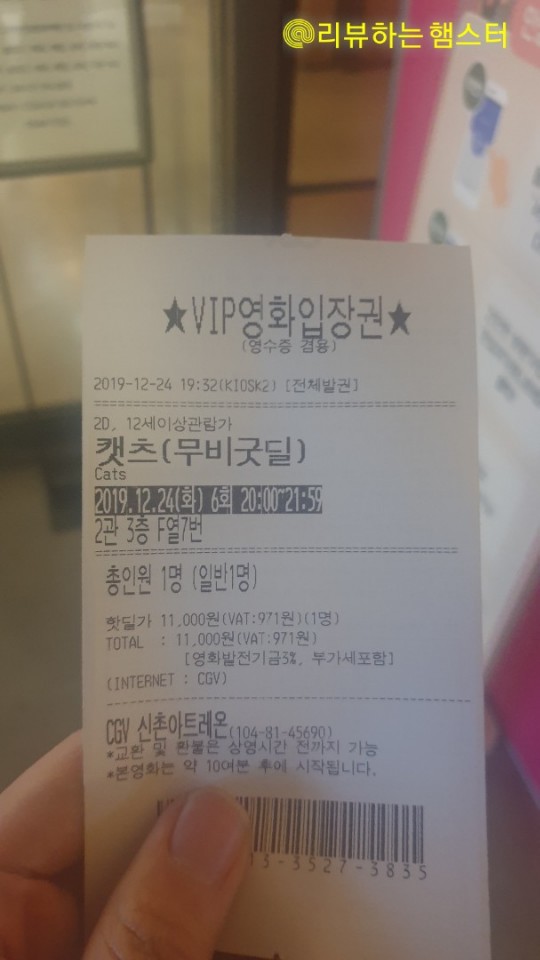 @리뷰하는 햄스터
★VIP영화입장권★
(영수증 겸용)
2019-12-24 19:32(KIOSK2) [전체발권]
2D, 12세이상관람가
캣츠(무비굿딜)
Cats
2019.12.24(화) 6회 20:00~21:59
2관 3층 F열7번
총인원 1명 (일반1명)
핫딜가 11,000원(VAT:971원)(1명)
TOTAL : 11,000원(VAT:971원)
[영화발전기금3%, 부가세포함]
(INTERNET : CGV)
CGV 신촌아트레온(104-81-45690)
*교환 및 환불은 상영시간 전까지 가능
*본영화는 약 10여분 후에 시작됩니다.
13-3527-3835